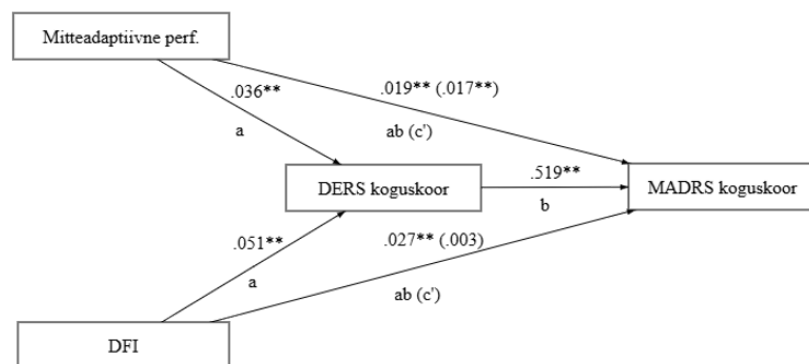 Mitteadaptiivne perf.
.036**
.019** (.017**)
a
ab (c')
DERS koguskoor
.519**
MADRS koguskoor
b
.051**
.027** (.003)
a
ab (c')
DFI